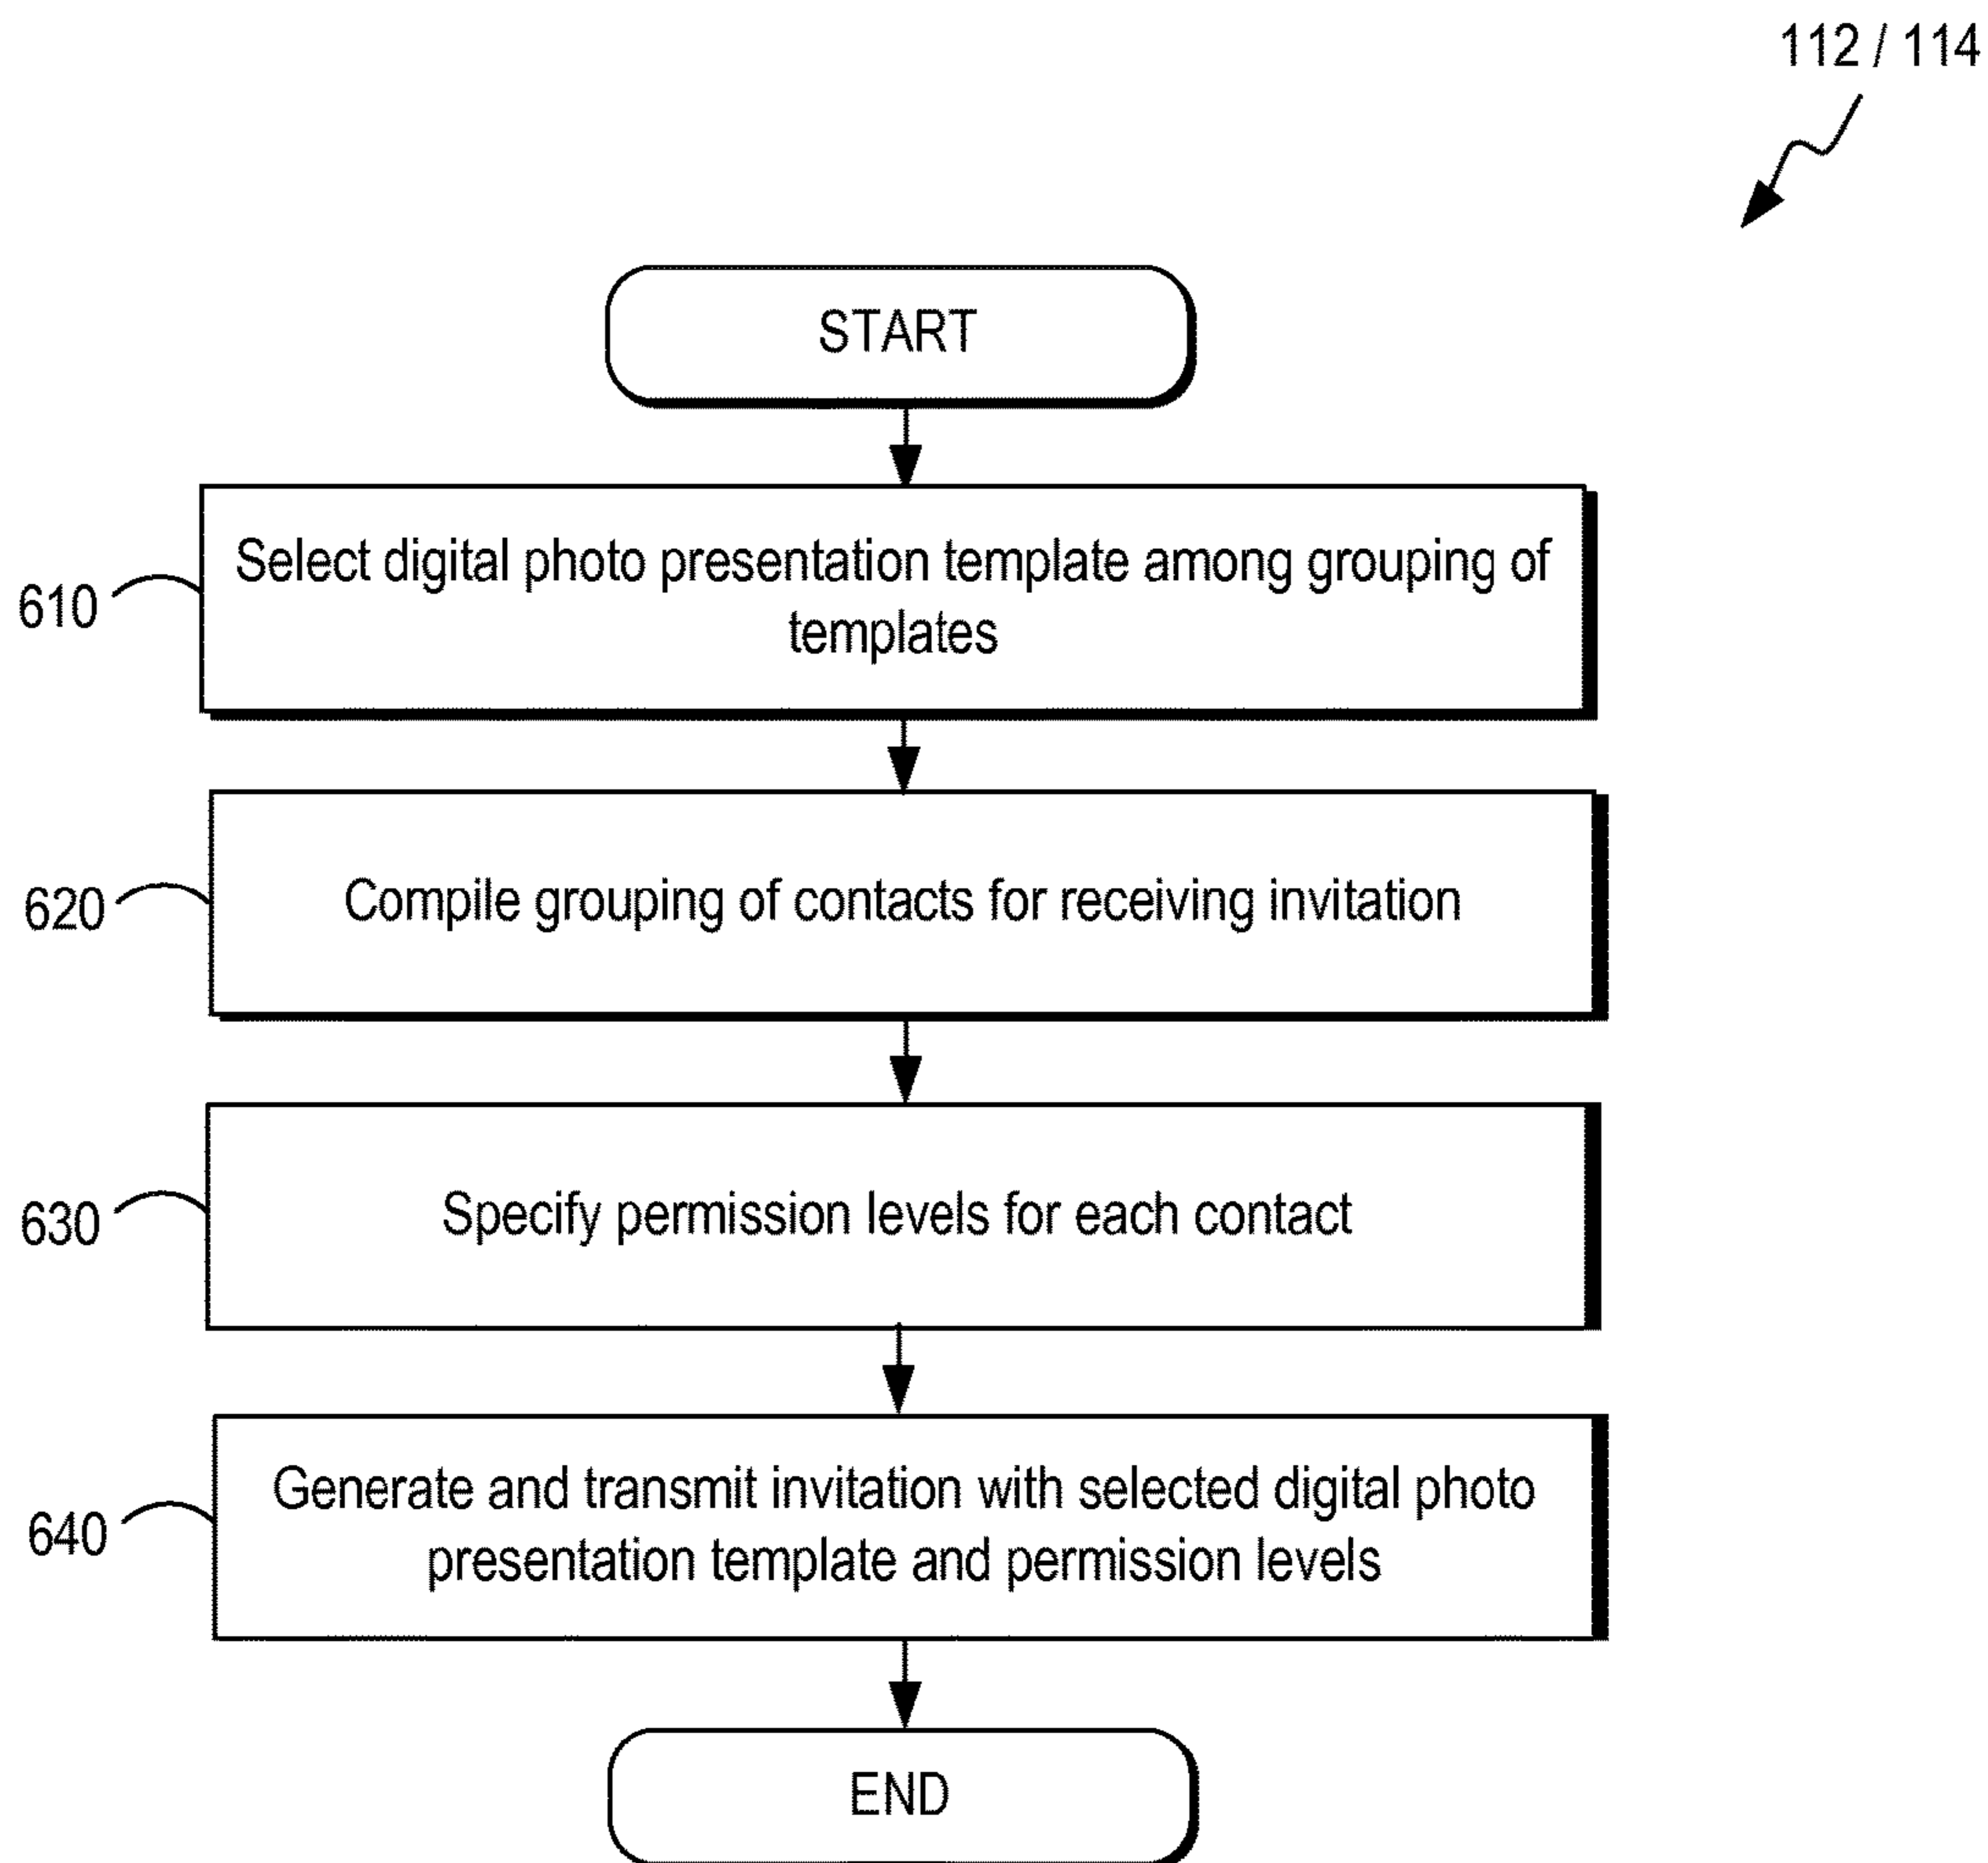 112 / 114
START
610
Select digital photo presentation template among grouping of
templates
620
Compile grouping of contacts for receiving invitation
630
Specify permission levels for each contact
640
Generate and transmit invitation with selected digital photo
presentation template and permission levels
END